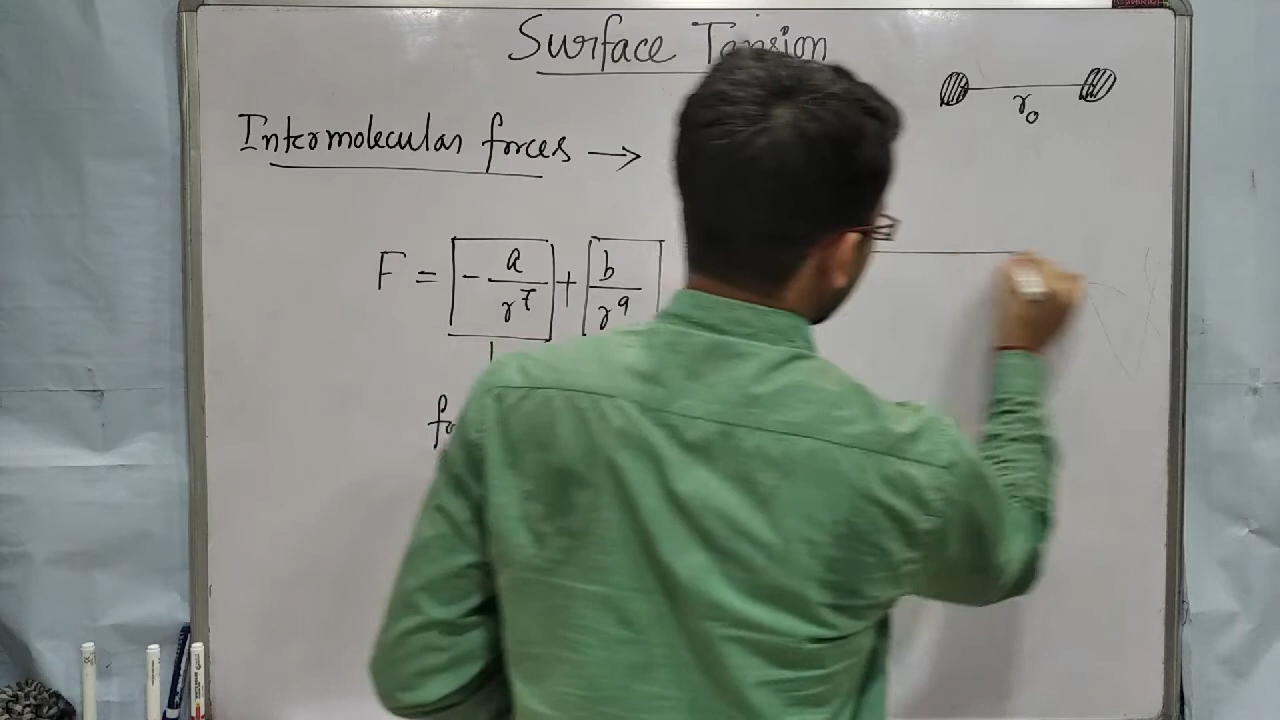 Surface Tension
r₀
Intermolecular forces →
F = - a/r⁷ + b/r⁹